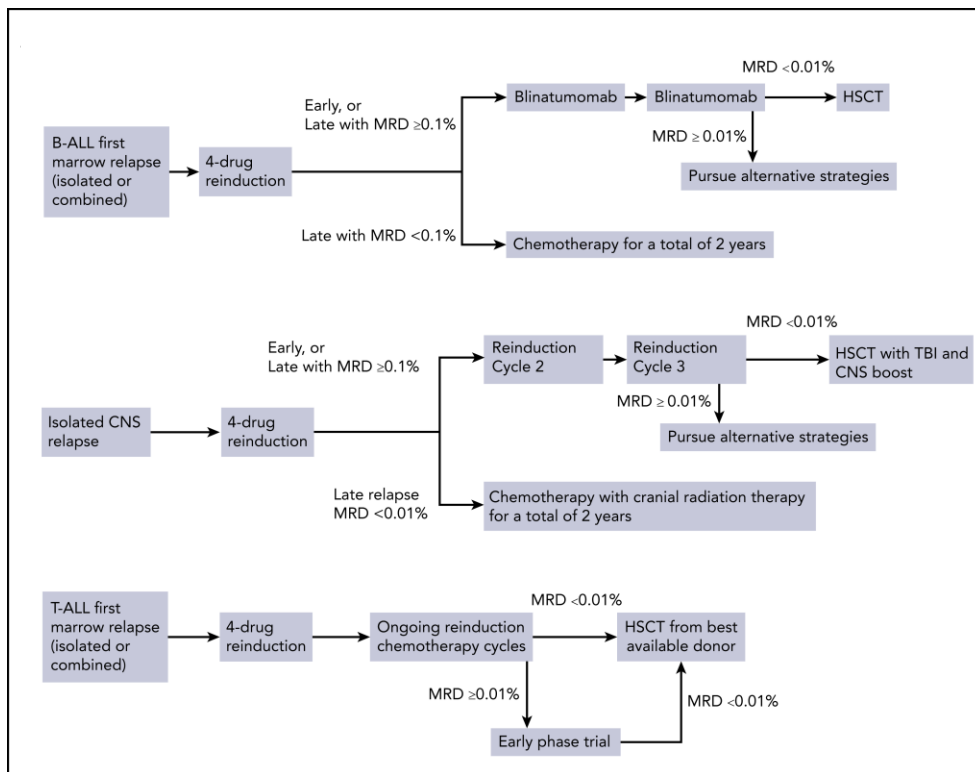 MRD <0.01%
Early, or
Late with MRD ≥0.1%
Blinatumomab
Blinatumomab
HSCT
B-ALL first
marrow relapse
(isolated or
combined)
4-drug
reinduction
MRD ≥ 0.01%
Pursue alternative strategies
Late with MRD <0.1%
Chemotherapy for a total of 2 years
MRD <0.01%
Early, or
Late with MRD ≥0.1%
Reinduction
Cycle 2
Reinduction
Cycle 3
HSCT with TBI and
CNS boost
MRD ≥ 0.01%
Isolated CNS
relapse
4-drug
reinduction
Pursue alternative strategies
Late relapse
MRD <0.01%
Chemotherapy with cranial radiation therapy
for a total of 2 years
T-ALL first
marrow relapse
(isolated or
combined)
4-drug
reinduction
Ongoing reinduction
chemotherapy cycles
MRD <0.01%
HSCT from best
available donor
MRD ≥0.01%
MRD <0.01%
Early phase trial